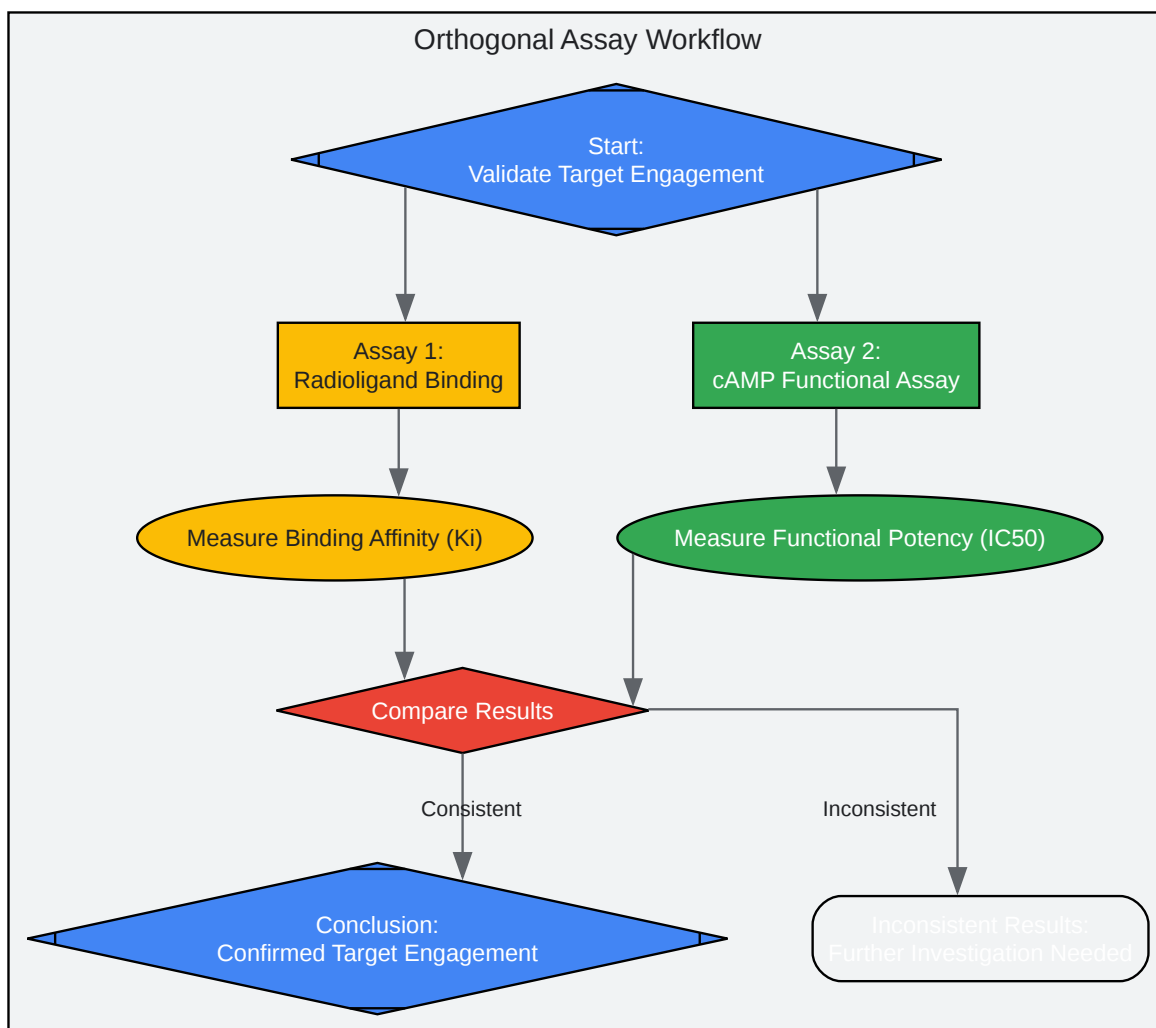 Orthogonal Assay Workflow
Start:
Validate Target Engagement
Assay 1:
Radioligand Binding
Assay 2:
cAMP Functional Assay
Measure Binding Affinity (Ki)
Measure Functional Potency (IC50)
Compare Results
Consistent
Inconsistent
Conclusion:
Confirmed Target Engagement
Inconsistent Results:
Further Investigation Needed